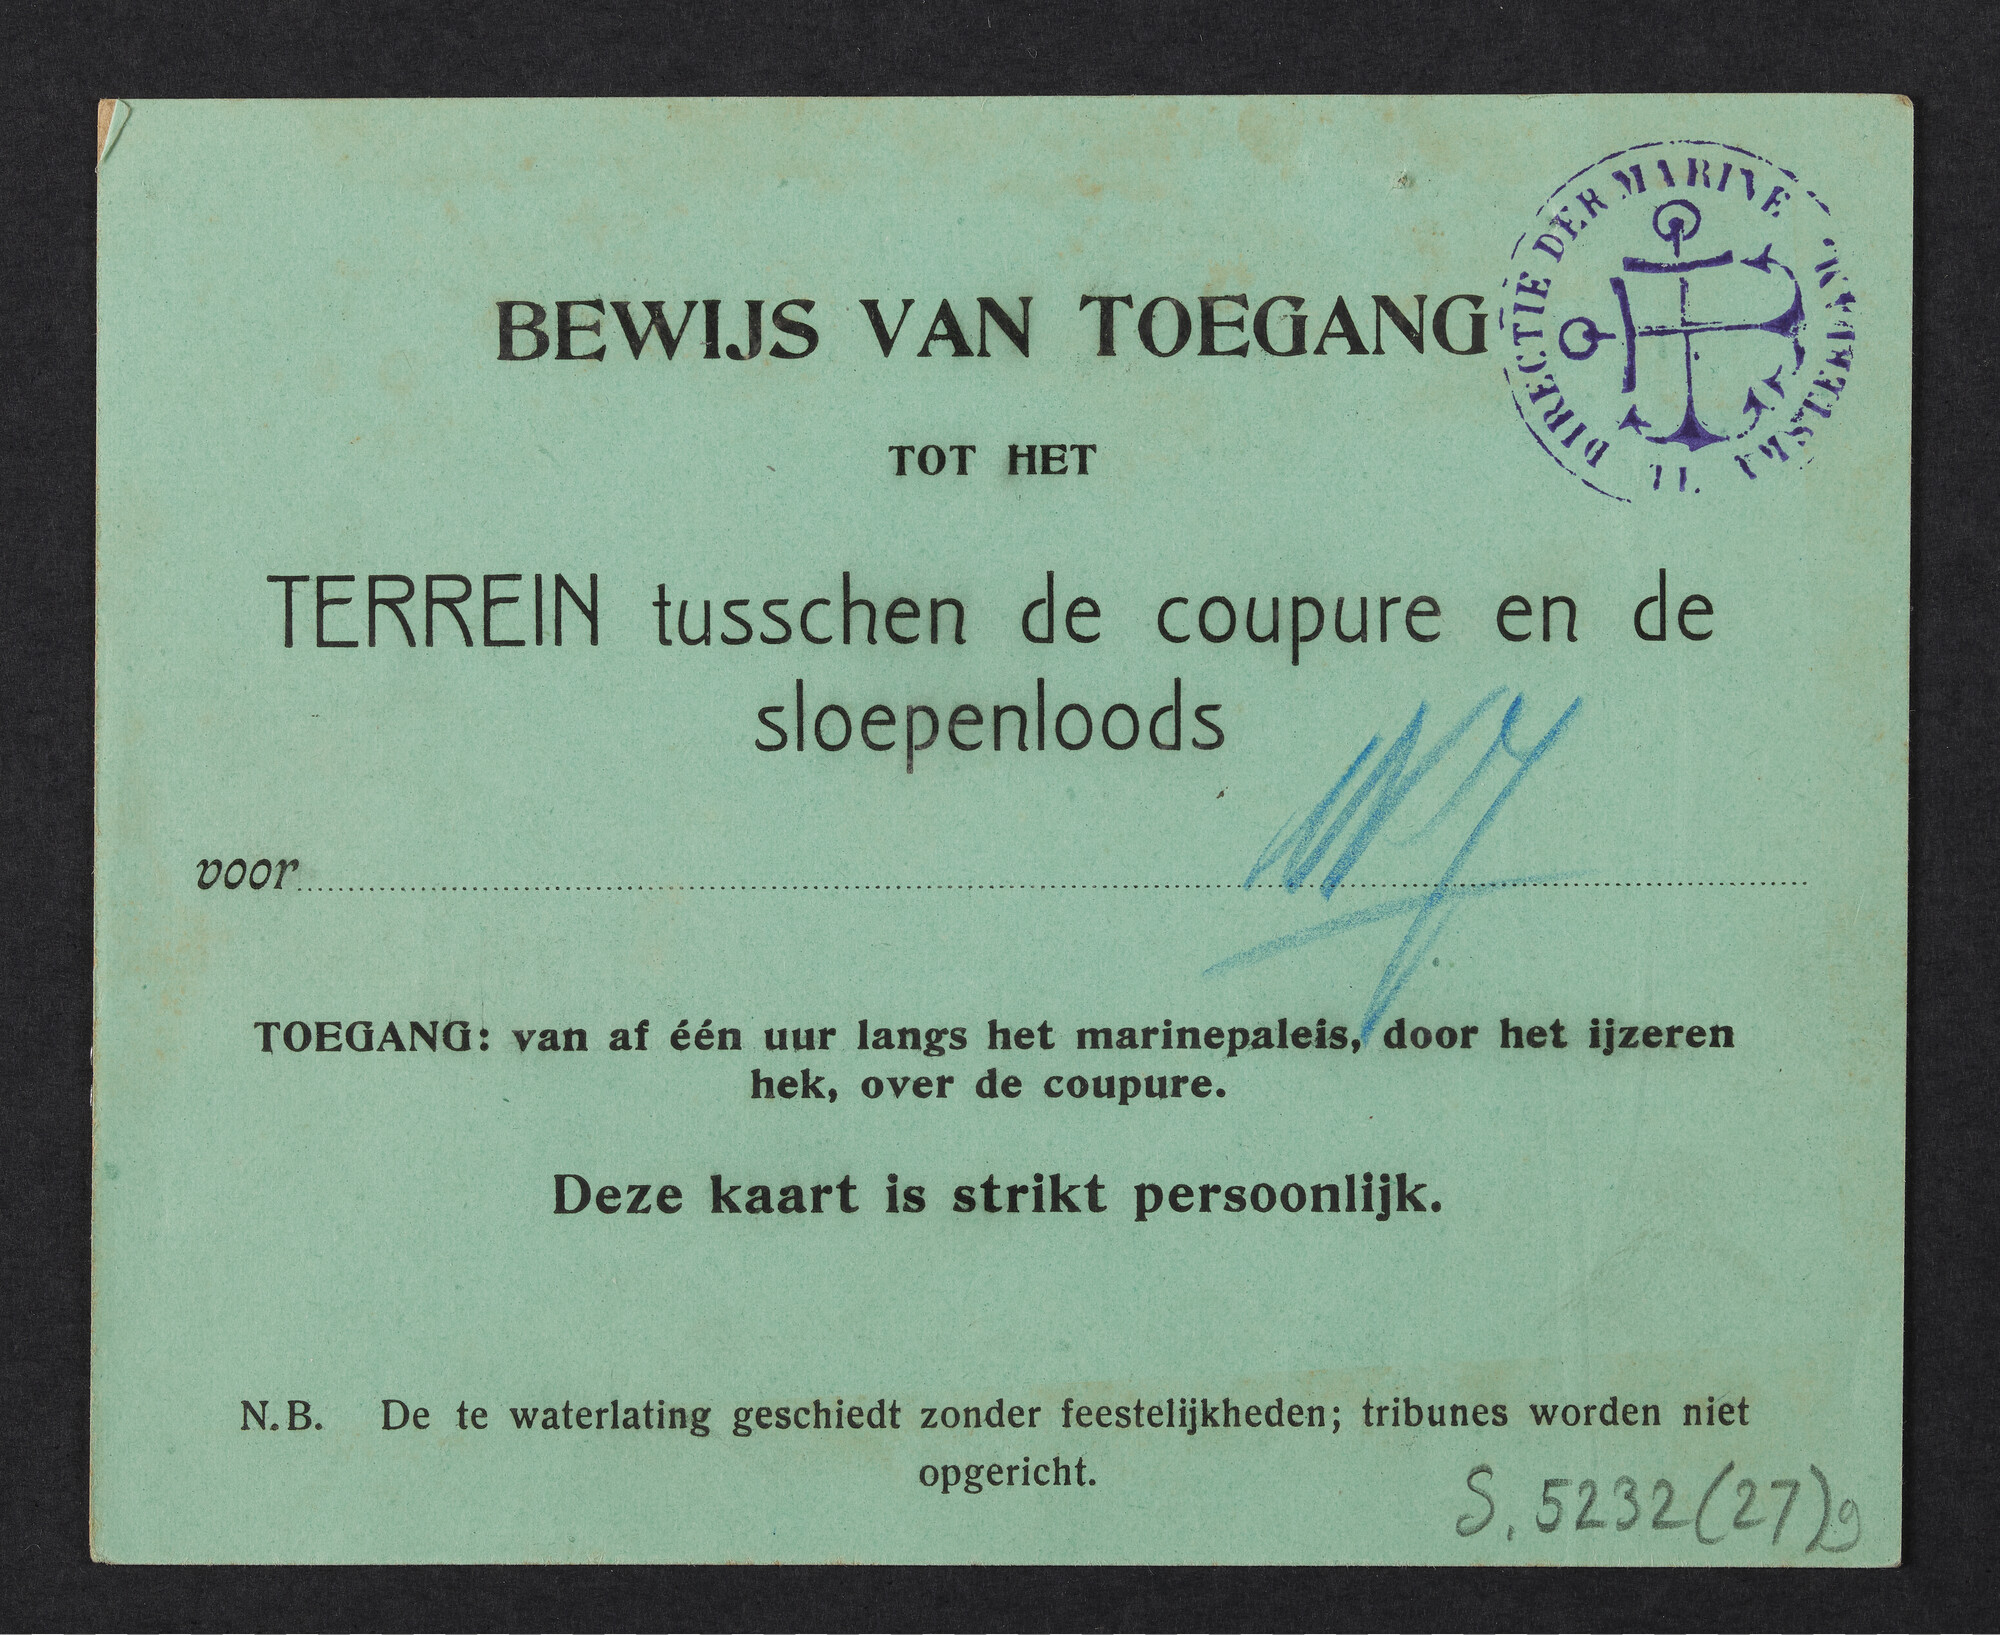 BEWIJS VAN TOEGANG
DIRECTIE DER MARINE
AMSTERDAM.
TOT HET
TERREIN tusschen de coupure en de
sloepenloods
voor
TOEGANG: van af één uur langs het marinepaleis, door het ijzeren
hek, over de coupure.
Deze kaart is strikt persoonlijk.
N.B. De te waterlating geschiedt zonder feestelijkheden; tribunes worden niet
opgericht.
S. 5232(27)